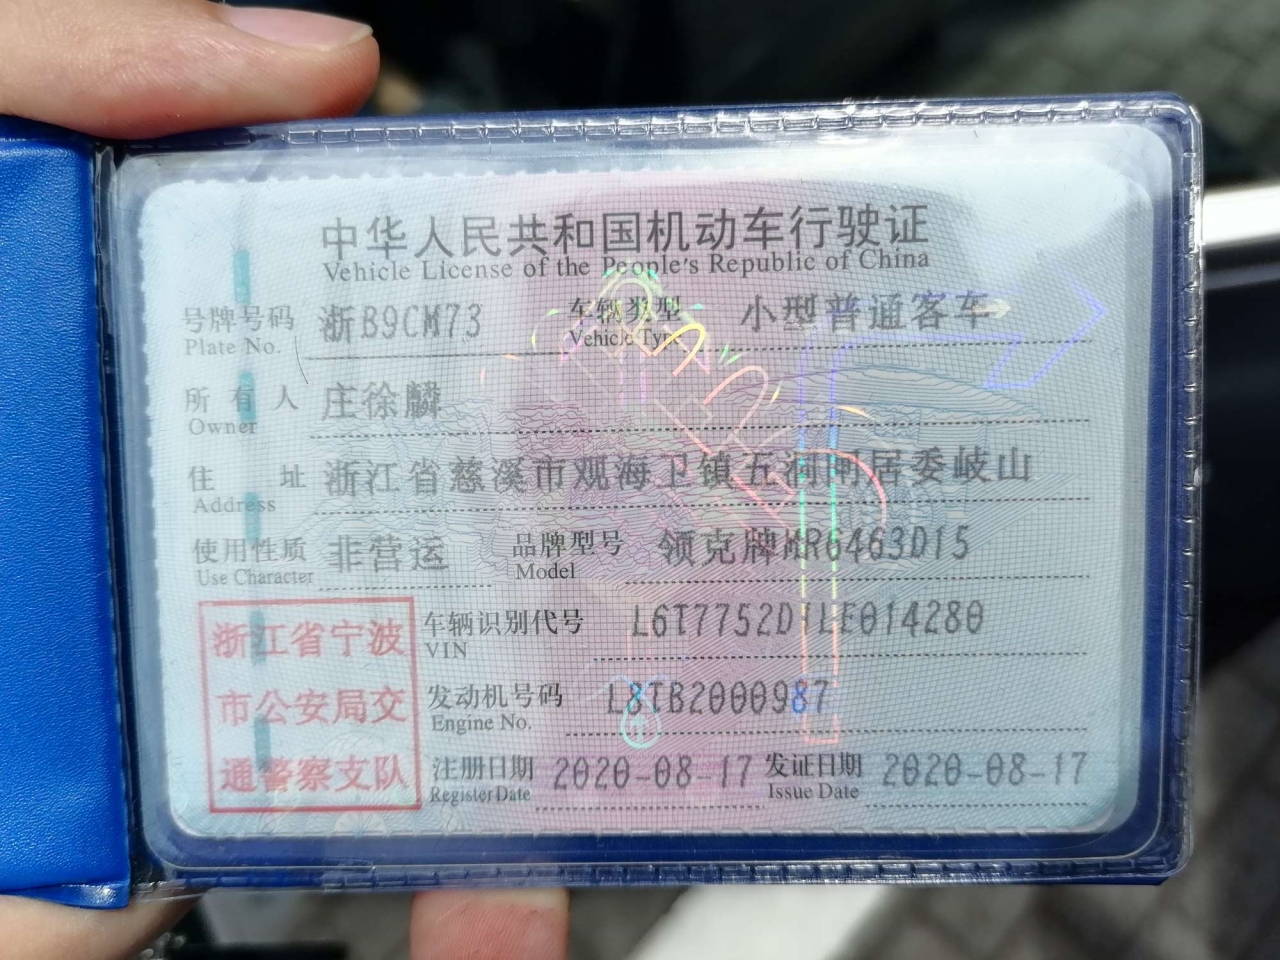 中华人民共和国机动车行驶证
Vehicle License of the People's Republic of China
号牌号码 浙B9CM73 车辆类型 小型普通客车
Plate No. Vehicle Type
所有人 庄徐麟
Owner
住址 浙江省慈溪市观海卫镇五洞闸居委岐山
Address
使用性质 非营运 品牌型号 领克牌MR6463D15
Use Character Model
车辆识别代号 L6T7752D1LE014280
VIN
发动机号码 L8TB2000987
Engine No.
注册日期 2020-08-17 发证日期 2020-08-17
Register Date Issue Date
浙江省宁波
市公安局交
通警察支队